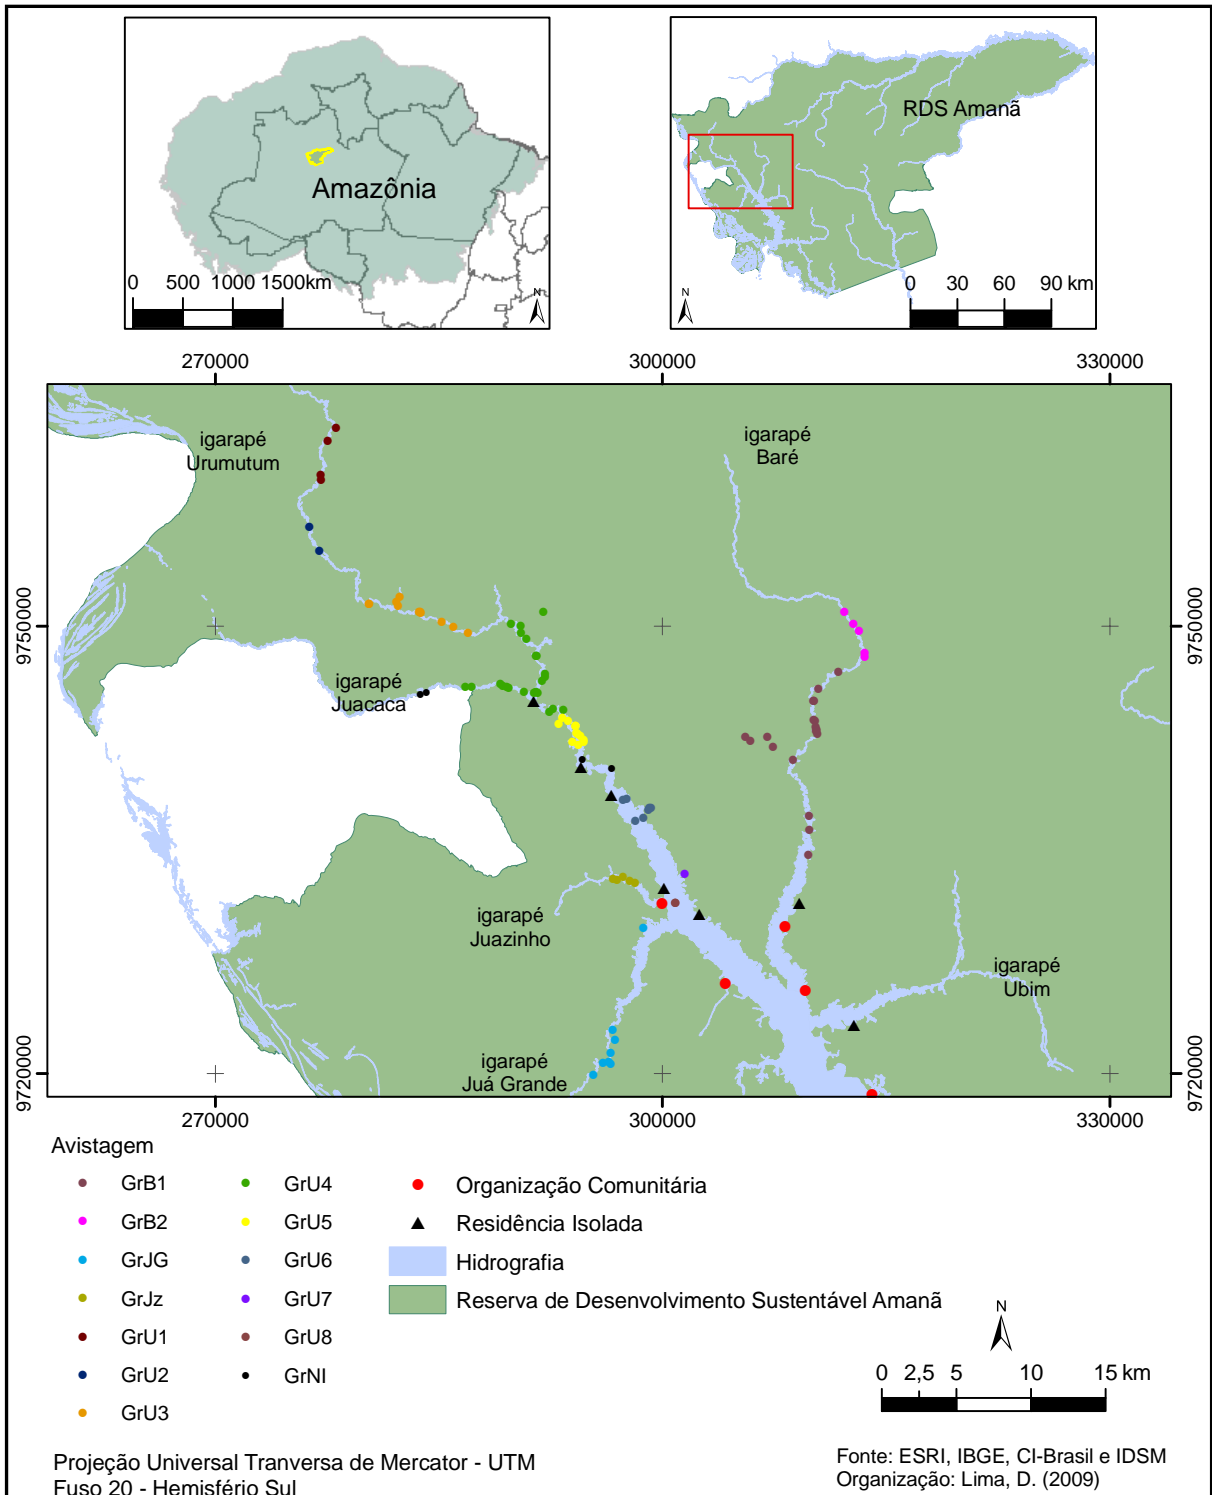 Amazônia
0 500 1000 1500km
N
RDS Amanã
N
0 30 60 90 km
270000 300000 330000
igarapé
Urumutum
igarapé
Baré
9750000
9750000
igarapé
Juacaca
igarapé
Juazinho
igarapé
Ubim
igarapé
Juá Grande
9720000
9720000
270000 300000 330000
Avistagem
GrB1
GrB2
GrJG
GrJz
GrU1
GrU2
GrU3
GrU4
GrU5
GrU6
GrU7
GrU8
GrNI
Organização Comunitária
Residência Isolada
Hidrografia
Reserva de Desenvolvimento Sustentável Amanã
N
0 2,5 5 10 15 km
Projeção Universal Tranversa de Mercator - UTM
Fuso 20 - Hemisfério Sul
Fonte: ESRI, IBGE, CI-Brasil e IDSM
Organização: Lima, D. (2009)